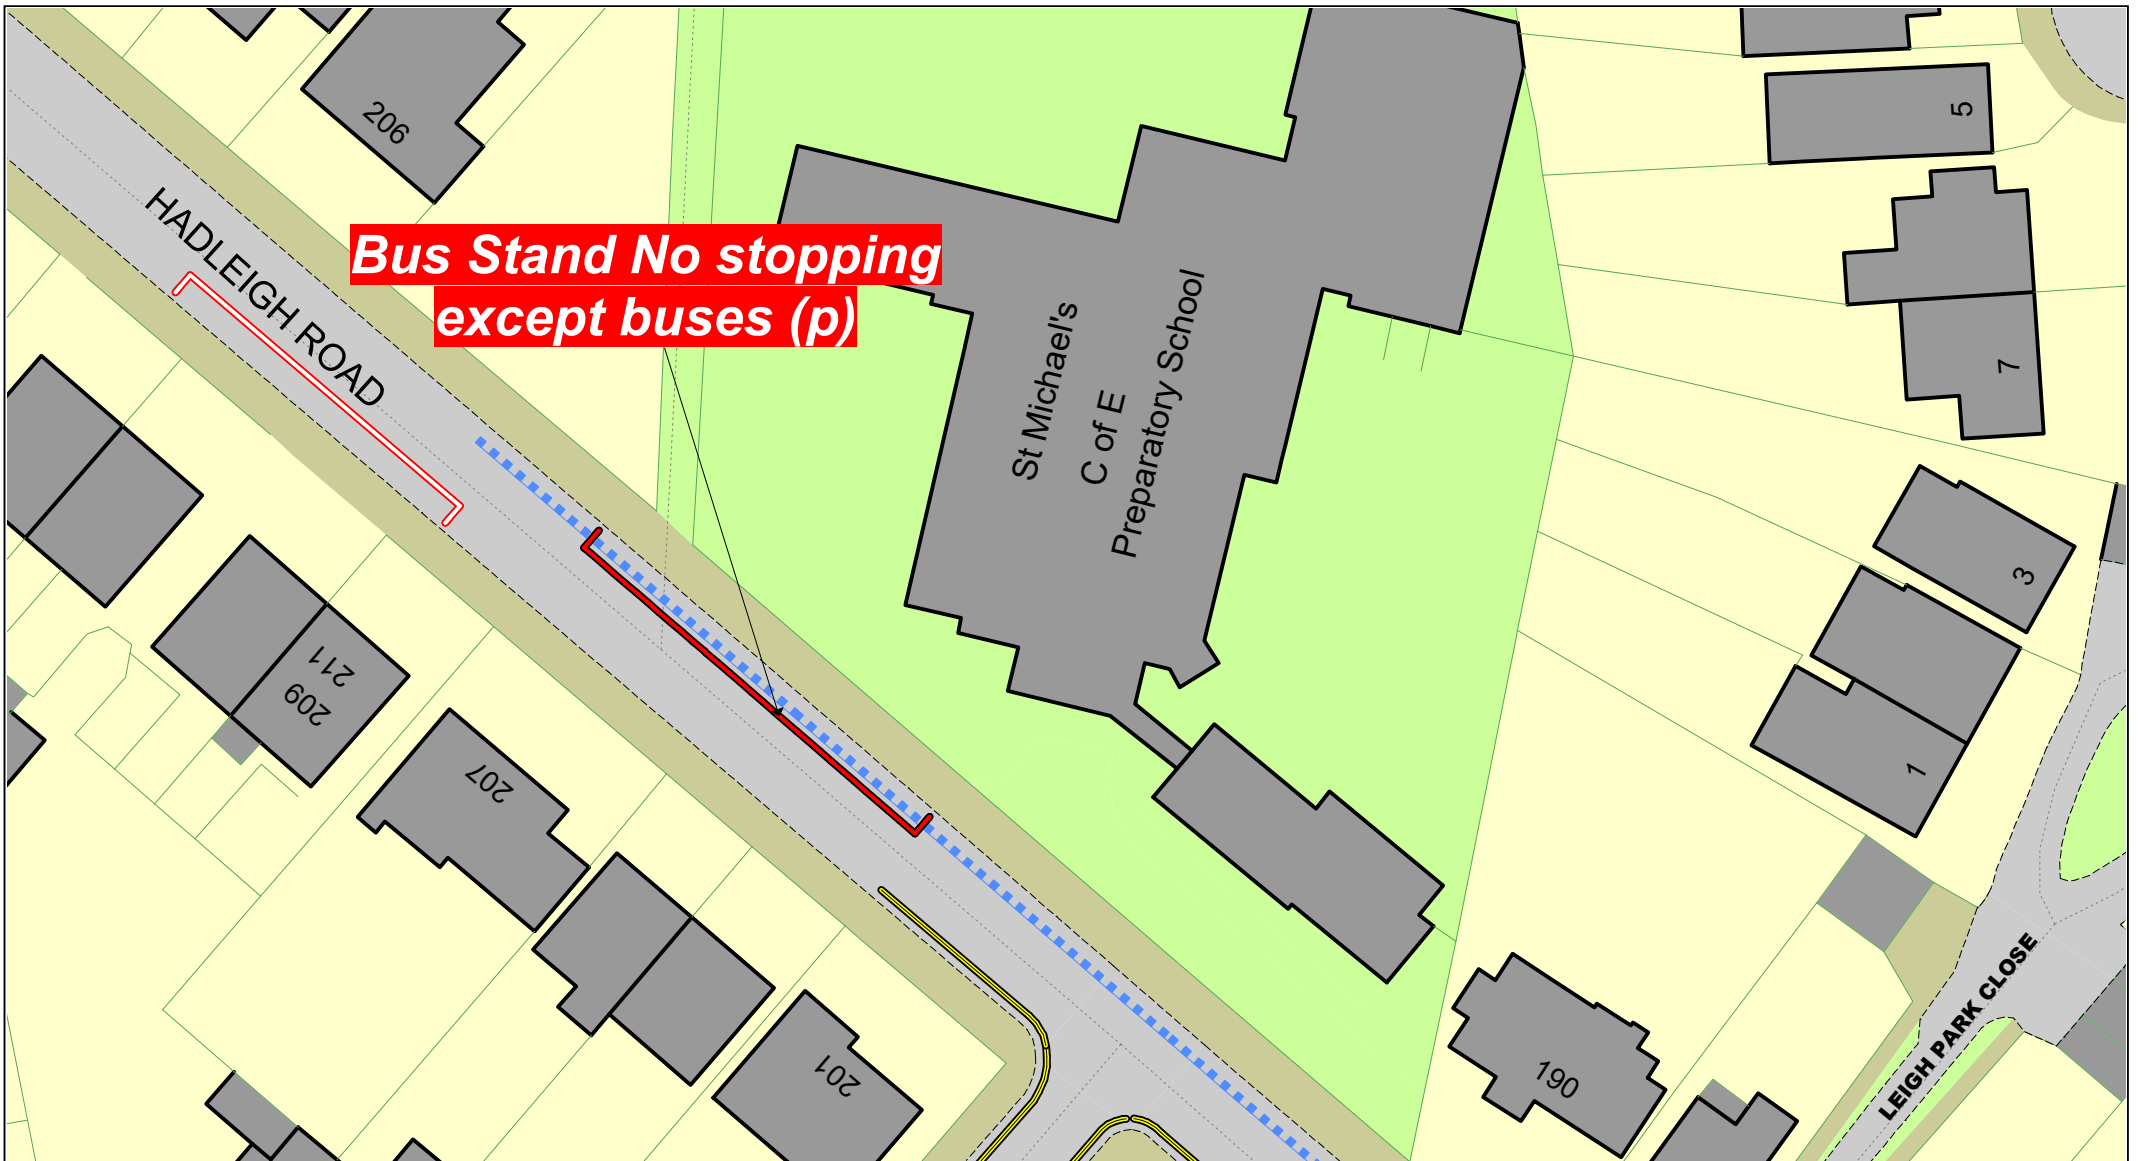 206
HADLEIGH ROAD
Bus Stand No stopping
except buses (p)
St Michael's
C of E
Preparatory School
5
7
3
1
211
209
207
201
190
LEIGH PARK CLOSE